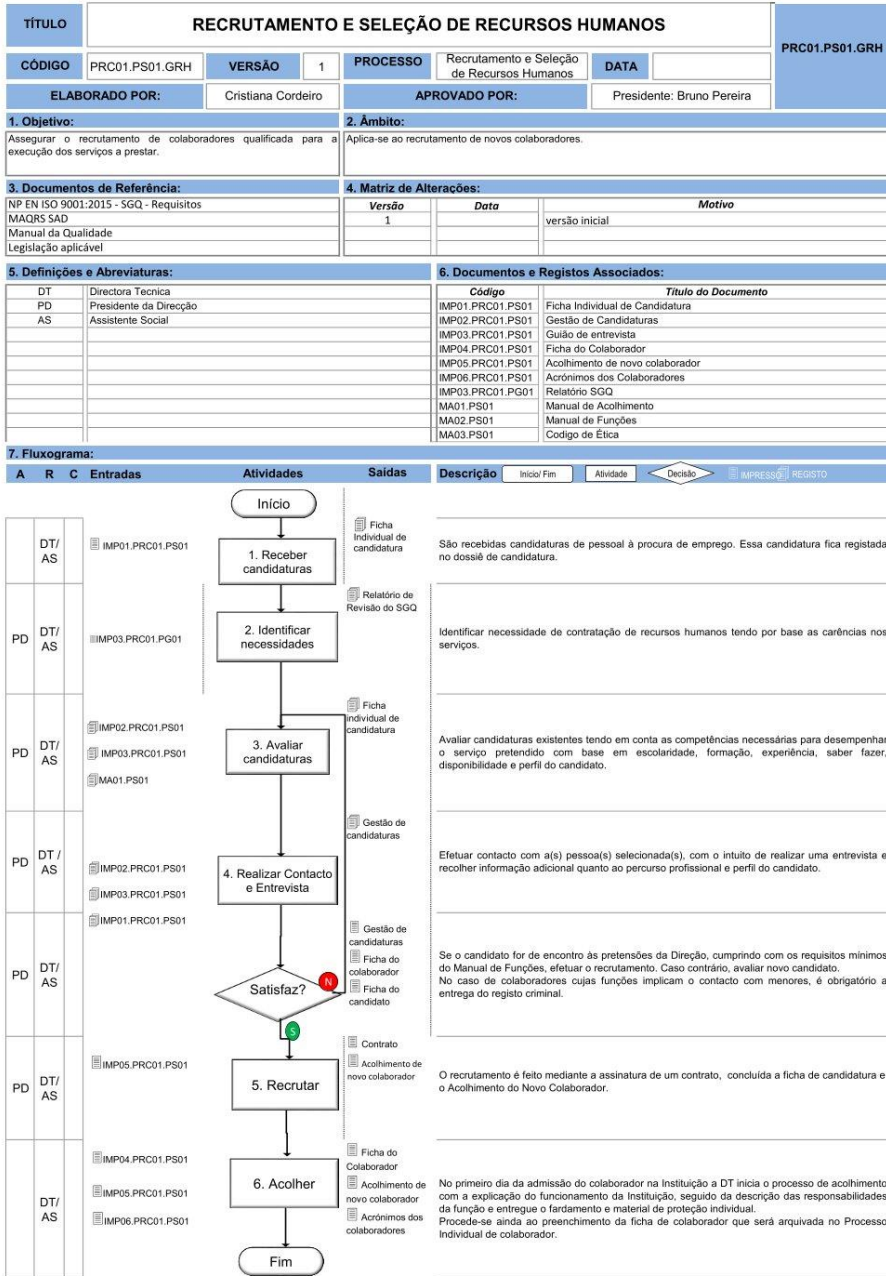 TÍTULO
RECRUTAMENTO E SELEÇÃO DE RECURSOS HUMANOS
PRC01.PS01.GRH
CÓDIGO PRC01.PS01.GRH VERSÃO 1 PROCESSO Recrutamento e Seleção de Recursos Humanos DATA
ELABORADO POR: Cristiana Cordeiro APROVADO POR: Presidente: Bruno Pereira
1. Objetivo:
Assegurar o recrutamento de colaboradores qualificada para a
execução dos serviços a prestar.
2. Âmbito:
Aplica-se ao recrutamento de novos colaboradores.
3. Documentos de Referência:
NP EN ISO 9001:2015 - SGQ - Requisitos
MAQRS SAD
Manual da Qualidade
Legislação aplicável
4. Matriz de Alterações:
Versão Data Motivo
1 versão inicial
5. Definições e Abreviaturas:
DT Directora Tecnica
PD Presidente da Direcção
AS Assistente Social
6. Documentos e Registos Associados:
Código Título do Documento
IMP01.PRC01.PS01 Ficha Individual de Candidatura
IMP02.PRC01.PS01 Gestão de Candidaturas
IMP03.PRC01.PS01 Guião de entrevista
IMP04.PRC01.PS01 Ficha do Colaborador
IMP05.PRC01.PS01 Acolhimento de novo colaborador
IMP06.PRC01.PS01 Acrónimos dos Colaboradores
IMP03.PRC01.PG01 Relatório SGQ
MA01.PS01 Manual de Acolhimento
MA02.PS01 Manual de Funções
MA03.PS01 Codigo de Ética
7. Fluxograma:
A R C Entradas Atividades Saídas Descrição Início/ Fim Atividade Decisão IMPRESSO REGISTO
Início
DT/
AS
IMP01.PRC01.PS01
1. Receber
candidaturas
Ficha
Individual de
candidatura
São recebidas candidaturas de pessoal à procura de emprego. Essa candidatura fica registada
no dossiê de candidatura.
PD
DT/
AS
IMP03.PRC01.PG01
2. Identificar
necessidades
Relatório de
Revisão do SGQ
Identificar necessidade de contratação de recursos humanos tendo por base as carências nos
serviços.
PD
DT/
AS
IMP02.PRC01.PS01
IMP03.PRC01.PS01
MA01.PS01
3. Avaliar
candidaturas
Ficha
individual de
candidatura
Avaliar candidaturas existentes tendo em conta as competências necessárias para desempenhar
o serviço pretendido com base em escolaridade, formação, experiência, saber fazer,
disponibilidade e perfil do candidato.
PD
DT /
AS
IMP02.PRC01.PS01
IMP03.PRC01.PS01
4. Realizar Contacto
e Entrevista
Gestão de
candidaturas
Efetuar contacto com a(s) pessoa(s) selecionada(s), com o intuito de realizar uma entrevista e
recolher informação adicional quanto ao percurso profissional e perfil do candidato.
PD
DT/
AS
IMP01.PRC01.PS01
Satisfaz?
N
S
Gestão de
candidaturas
Ficha do
colaborador
Ficha do
candidato
Se o candidato for de encontro às pretensões da Direção, cumprindo com os requisitos mínimos
do Manual de Funções, efetuar o recrutamento. Caso contrário, avaliar novo candidato.
No caso de colaboradores cujas funções implicam o contacto com menores, é obrigatório a
entrega do registo criminal.
PD
DT/
AS
IMP05.PRC01.PS01
5. Recrutar
Contrato
Acolhimento de
novo colaborador
O recrutamento é feito mediante a assinatura de um contrato, concluída a ficha de candidatura e
o Acolhimento do Novo Colaborador.
DT/
AS
IMP04.PRC01.PS01
IMP05.PRC01.PS01
IMP06.PRC01.PS01
6. Acolher
Ficha do
Colaborador
Acolhimento de
novo colaborador
Acrónimos dos
colaboradores
No primeiro dia da admissão do colaborador na Instituição a DT inicia o processo de acolhimento
com a explicação do funcionamento da Instituição, seguido da descrição das responsabilidades
da função e entregue o fardamento e material de proteção individual.
Procede-se ainda ao preenchimento da ficha de colaborador que será arquivada no Processo
Individual de colaborador.
Fim